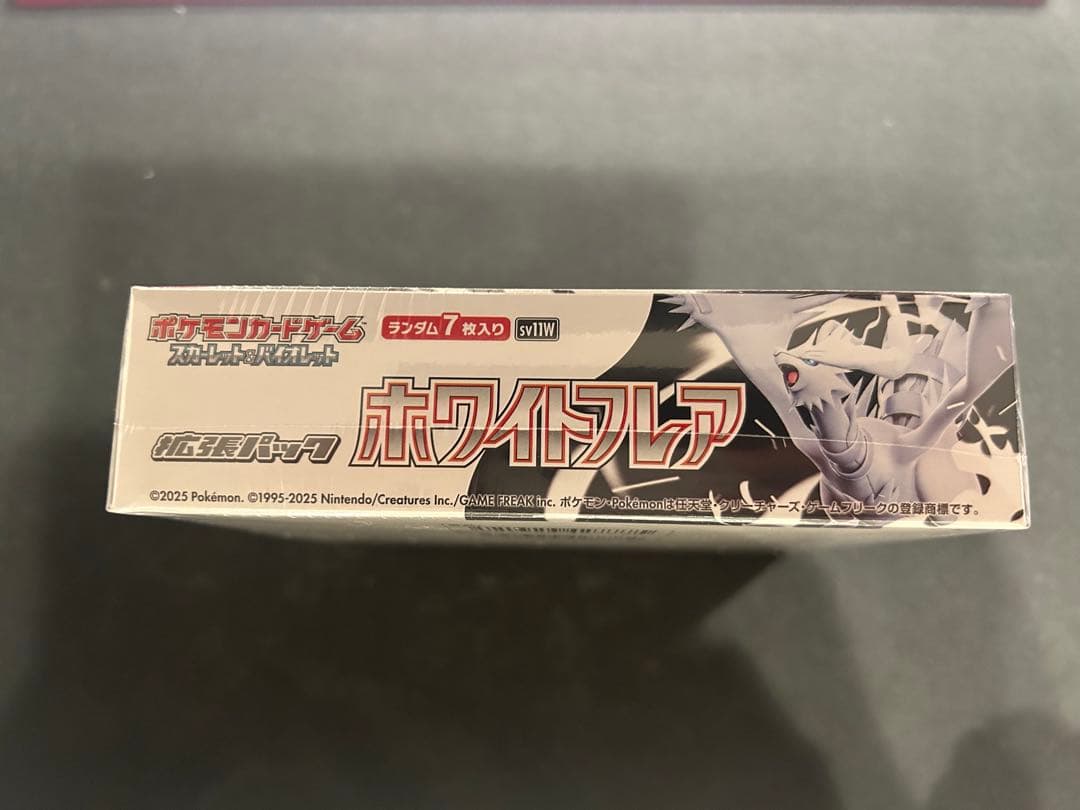 ポケモンカードゲーム
スカーレット&バイオレット
ランダム7枚入り sv11W
拡張パック ホワイトフレア
©2025 Pokémon. ©1995-2025 Nintendo/Creatures Inc./GAME FREAK inc. ポケモン・Pokémonは任天堂・クリーチャーズ・ゲームフリークの登録商標です。